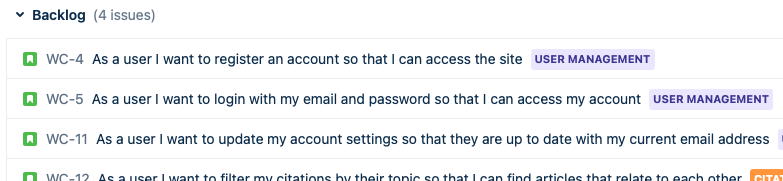 Backlog (4 issues)
WC-4 As a user I want to register an account so that I can access the site USER MANAGEMENT
WC-5 As a user I want to login with my email and password so that I can access my account USER MANAGEMENT
WC-11 As a user I want to update my account settings so that they are up to date with my current email address
WC-12 As a user I want to filter my citations by their topic so that I can find articles that relate to each other CITA